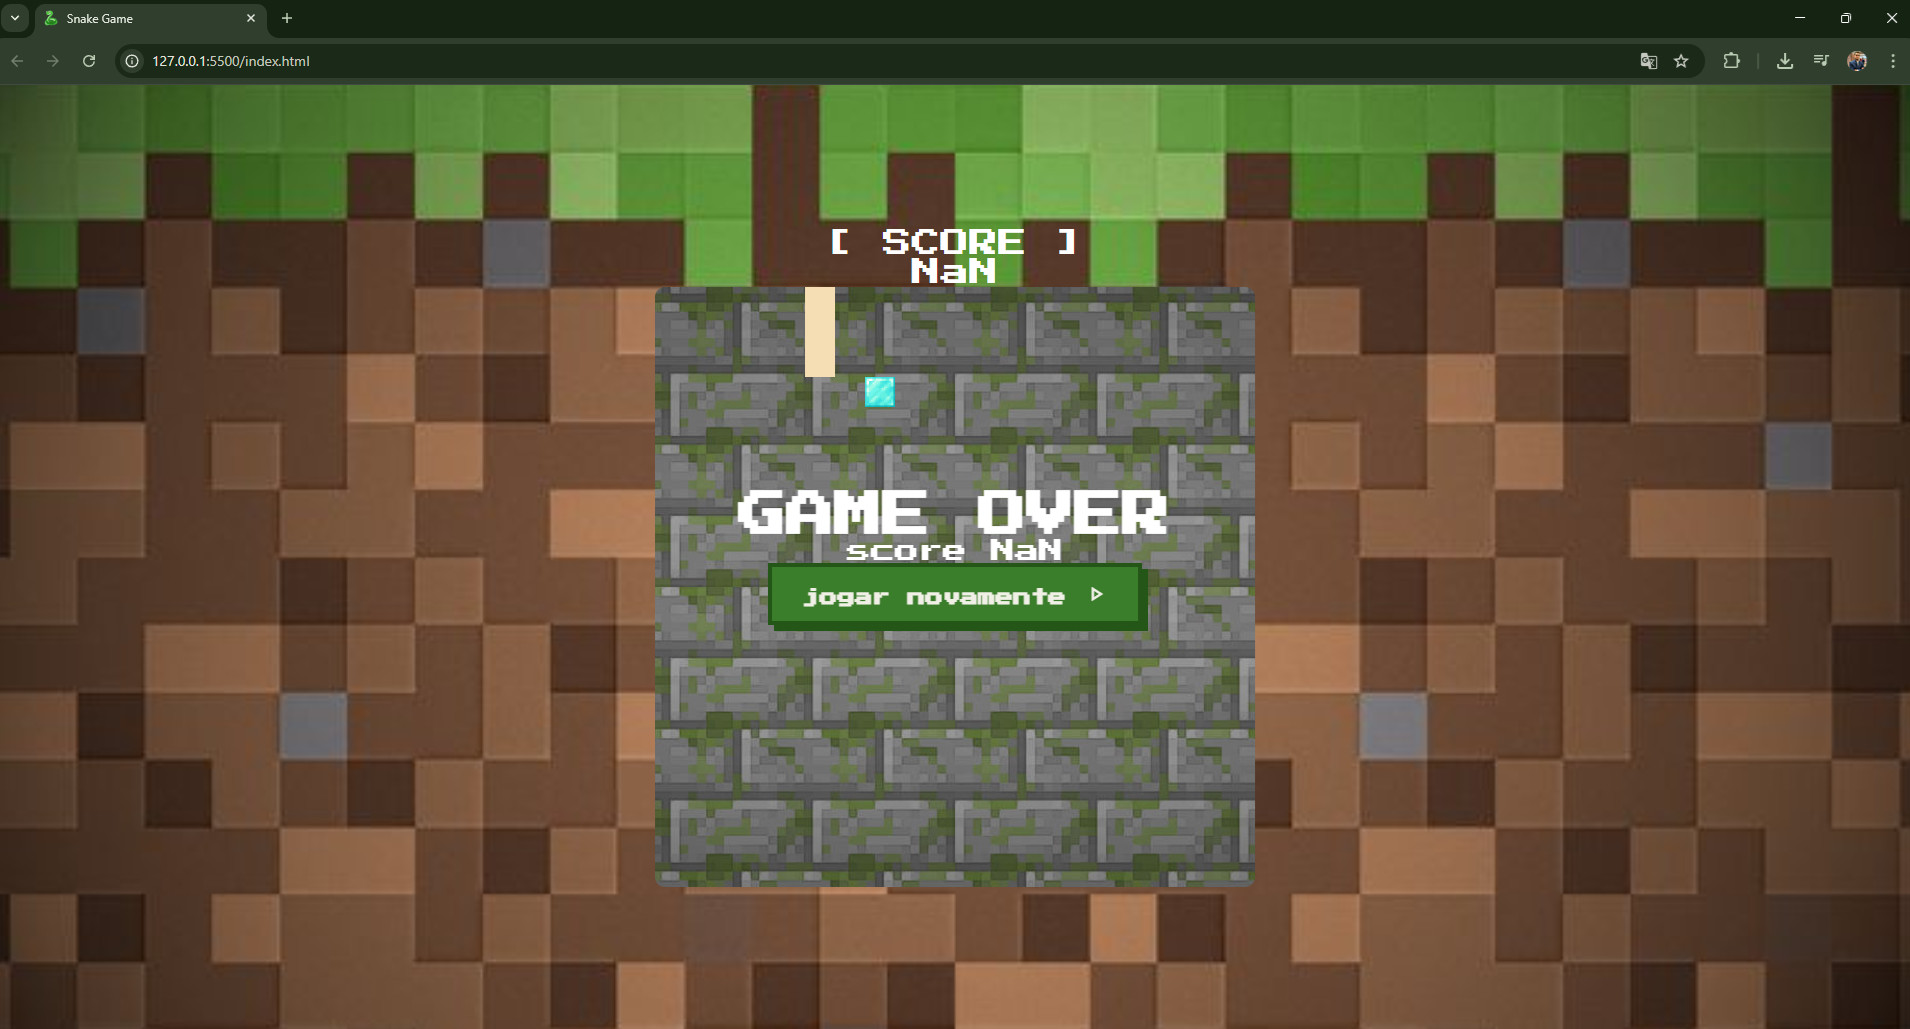 Snake Game
127.0.0.1:5500/index.html
[ SCORE ]
NaN
GAME OVER
score NaN
jogar novamente